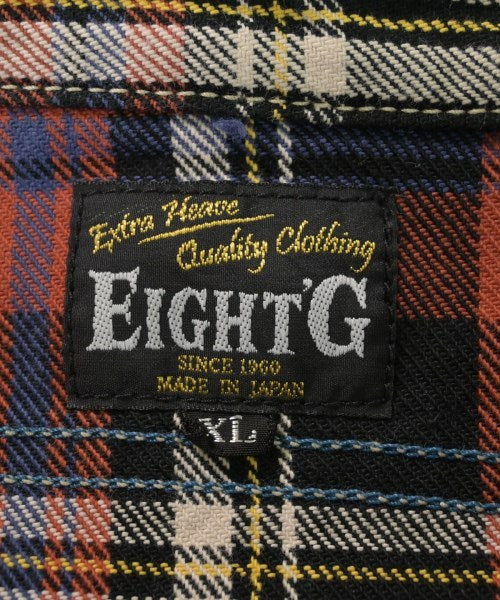 Extra Heave
Quality Clothing
EIGHT'G
SINCE 1960
MADE IN JAPAN
XL